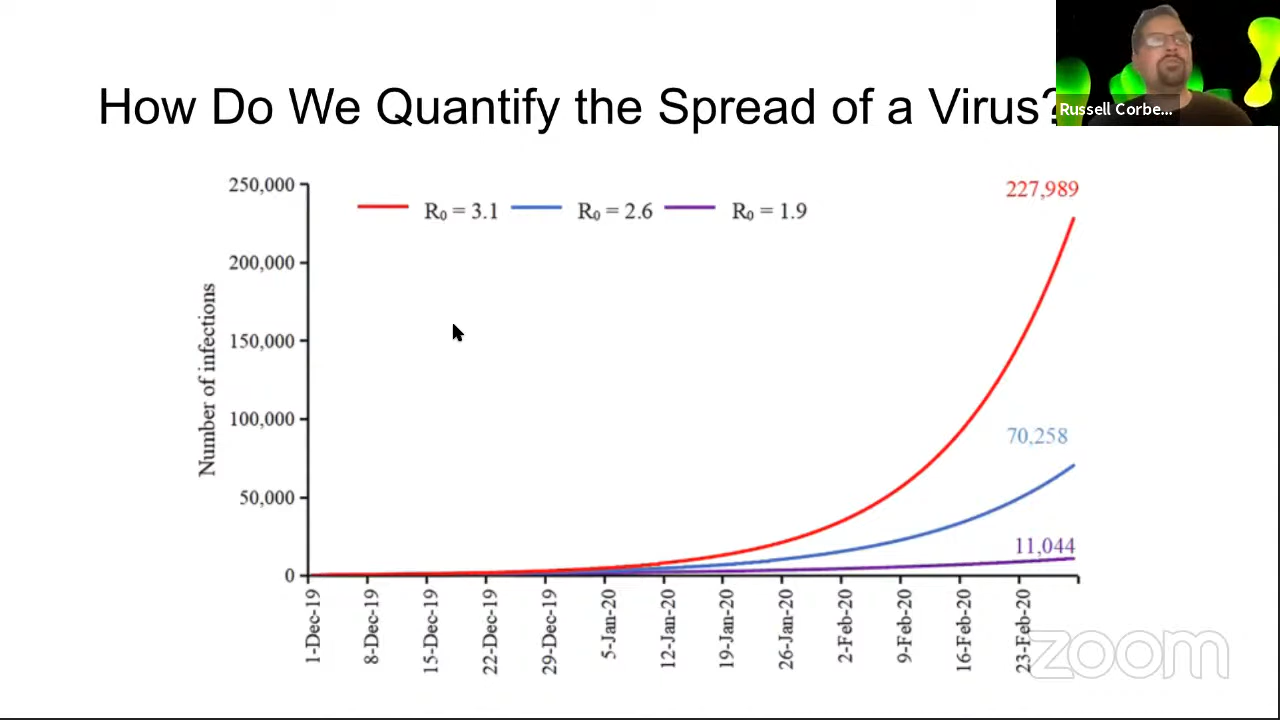 How Do We Quantify the Spread of a Virus?
Russell Corbe...
227,989
250,000
R₀ = 3.1 R₀ = 2.6 R₀ = 1.9
200,000
150,000
100,000
50,000
0
Number of infections
70,258
11,044
1-Dec-19
8-Dec-19
15-Dec-19
22-Dec-19
29-Dec-19
5-Jan-20
12-Jan-20
19-Jan-20
26-Jan-20
2-Feb-20
9-Feb-20
16-Feb-20
23-Feb-20
zoom